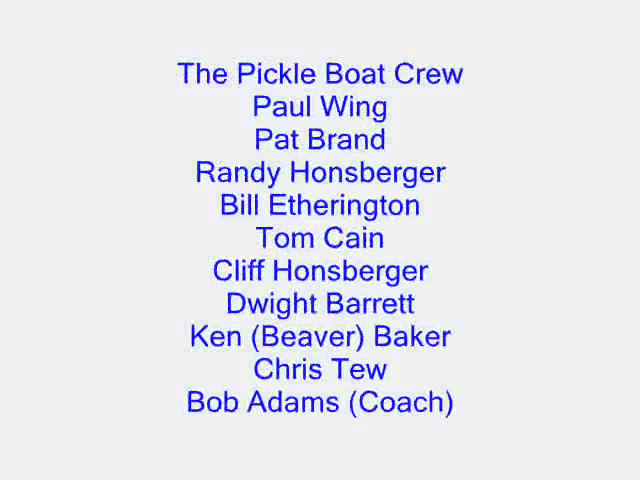 The Pickle Boat Crew
Paul Wing
Pat Brand
Randy Honsberger
Bill Etherington
Tom Cain
Cliff Honsberger
Dwight Barrett
Ken (Beaver) Baker
Chris Tew
Bob Adams (Coach)